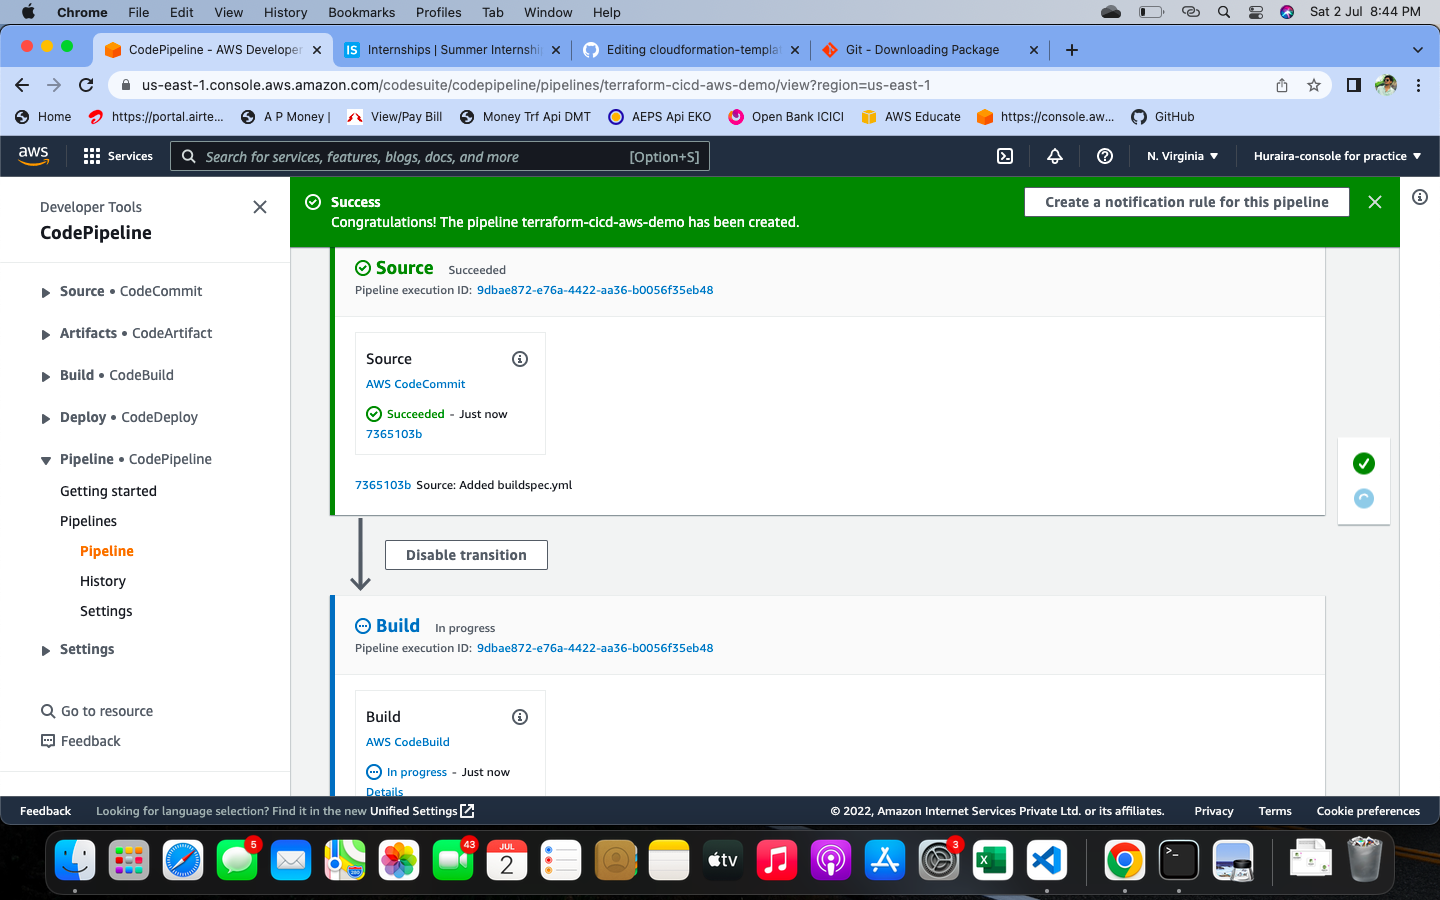 Chrome File Edit View History Bookmarks Profiles Tab Window Help Sat 2 Jul 8:44 PM
CodePipeline - AWS Developer Internships | Summer Internshi Editing cloudformation-templat Git - Downloading Package
us-east-1.console.aws.amazon.com/codesuite/codepipeline/pipelines/terraform-cicd-aws-demo/view?region=us-east-1
Home https://portal.airte... A P Money | View/Pay Bill Money Trf Api DMT AEPS Api EKO Open Bank ICICI AWS Educate https://console.aw... GitHub
aws Services Search for services, features, blogs, docs, and more [Option+S] N. Virginia Huraira-console for practice
Developer Tools
CodePipeline
Source • CodeCommit
Artifacts • CodeArtifact
Build • CodeBuild
Deploy • CodeDeploy
Pipeline • CodePipeline
Getting started
Pipelines
Pipeline
History
Settings
Settings
Go to resource
Feedback
Success
Congratulations! The pipeline terraform-cicd-aws-demo has been created.
Create a notification rule for this pipeline
Source Succeeded
Pipeline execution ID: 9dbae872-e76a-4422-aa36-b0056f35eb48
Source
AWS CodeCommit
Succeeded - Just now
7365103b
7365103b Source: Added buildspec.yml
Disable transition
Build In progress
Pipeline execution ID: 9dbae872-e76a-4422-aa36-b0056f35eb48
Build
AWS CodeBuild
In progress - Just now
Details
Feedback Looking for language selection? Find it in the new Unified Settings © 2022, Amazon Internet Services Private Ltd. or its affiliates. Privacy Terms Cookie preferences
5
43
JUL
2
tv
3